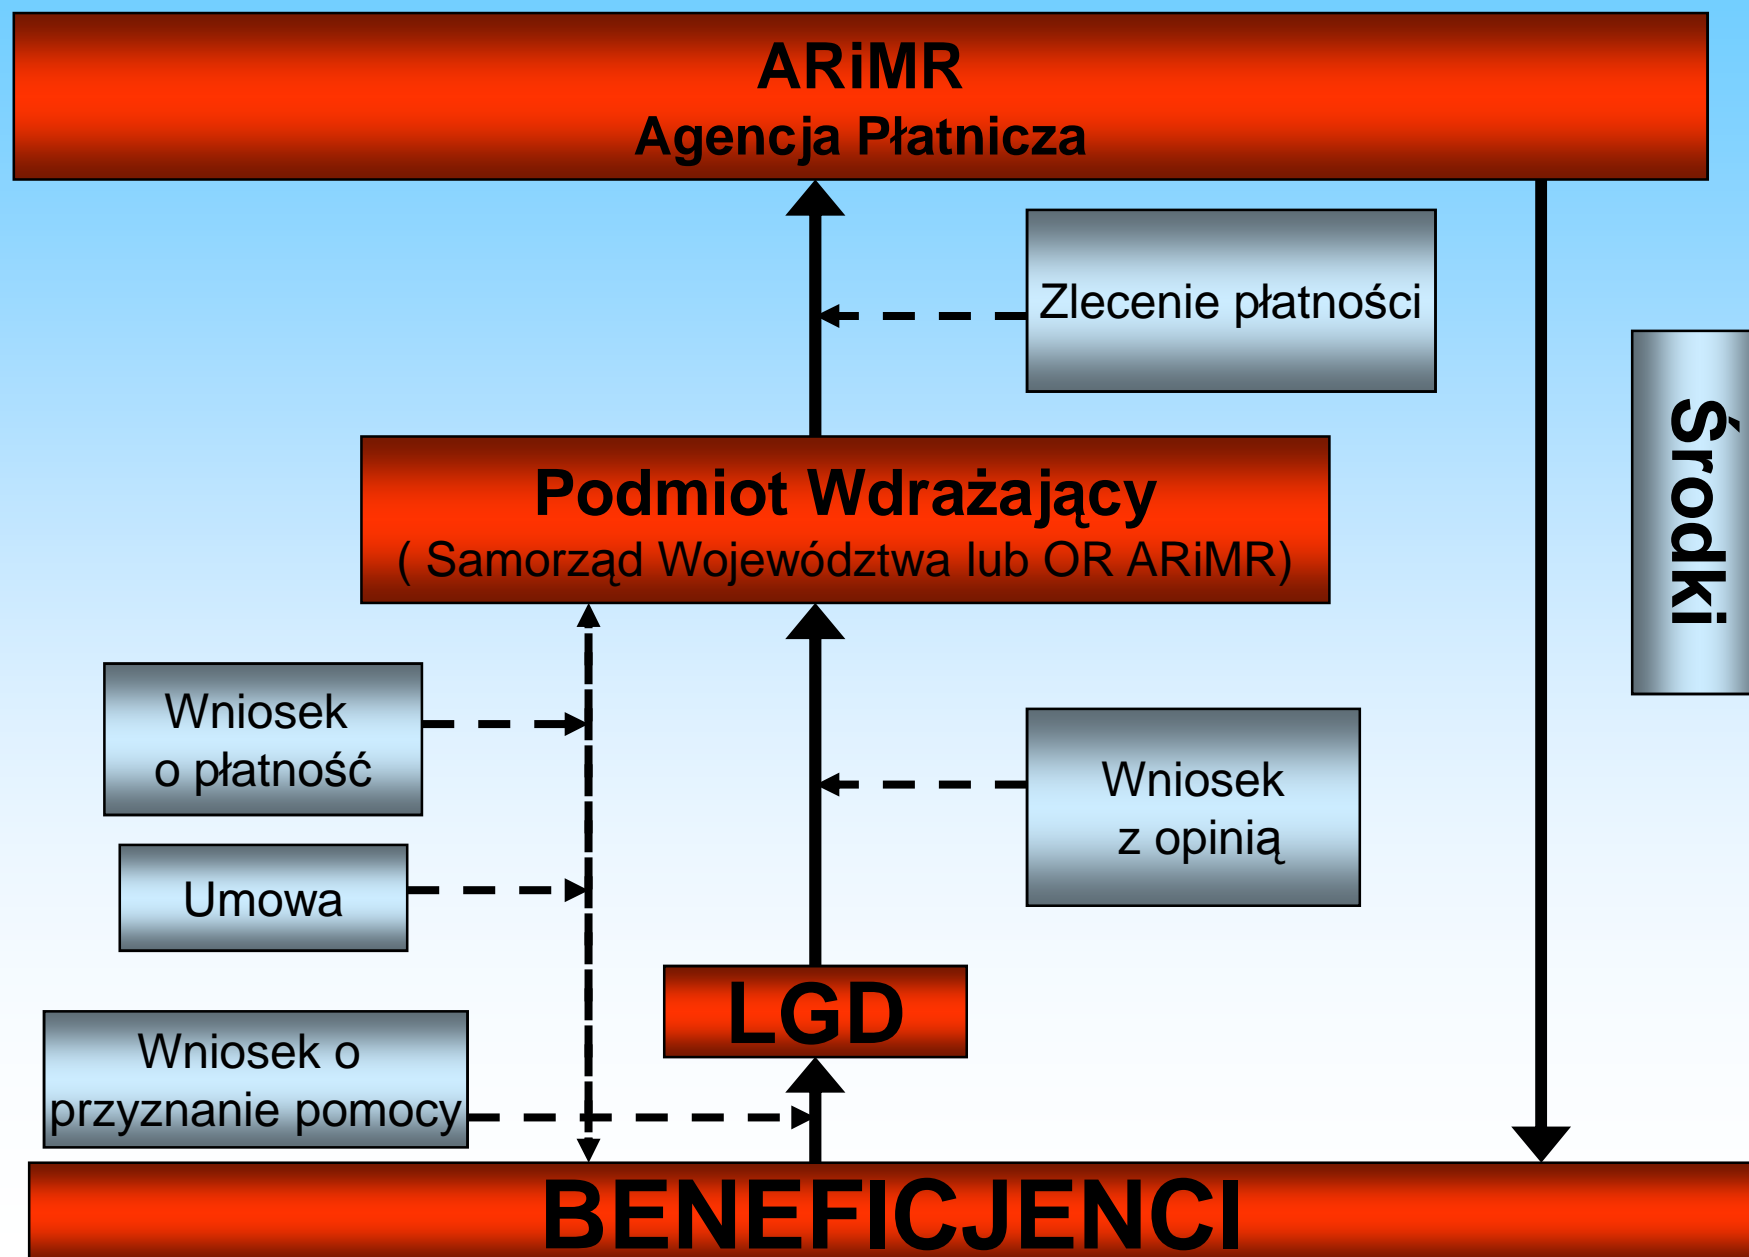 ARiMR
Agencja Płatnicza
Zlecenie płatności
Środki
Podmiot Wdrażający
( Samorząd Województwa lub OR ARiMR)
Wniosek
o płatność
Wniosek
z opinią
Umowa
LGD
Wniosek o
przyznanie pomocy
BENEFICJENCI